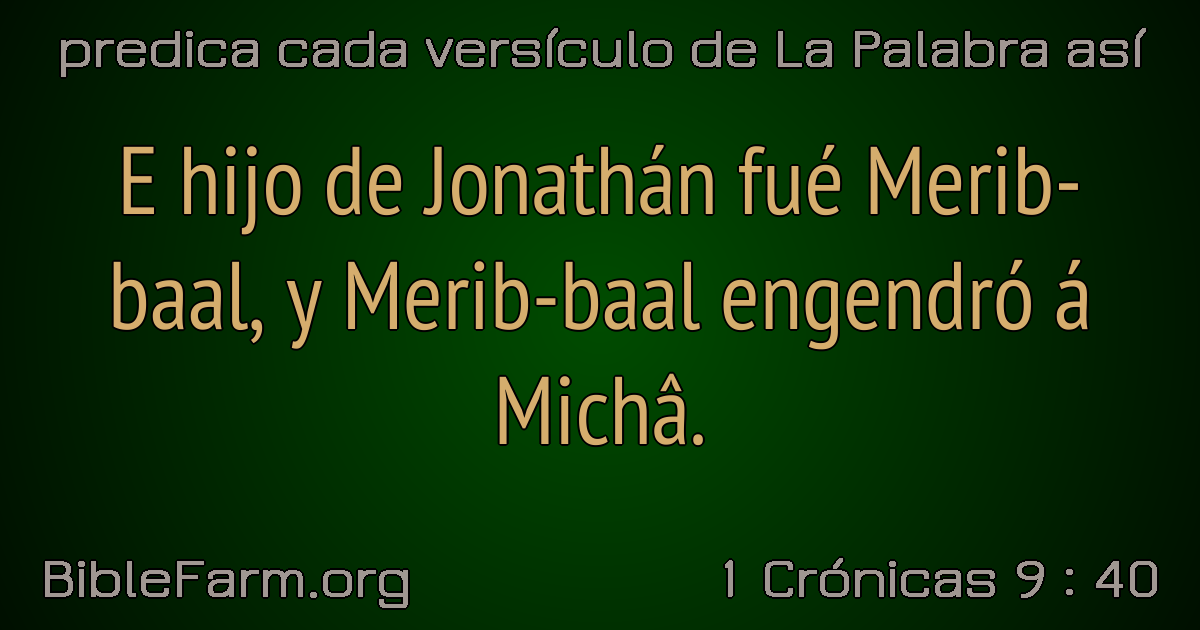 predica cada versículo de La Palabra así
E hijo de Jonathán fué Merib-
baal, y Merib-baal engendró á
Michâ.
BibleFarm.org
1 Crónicas 9 : 40